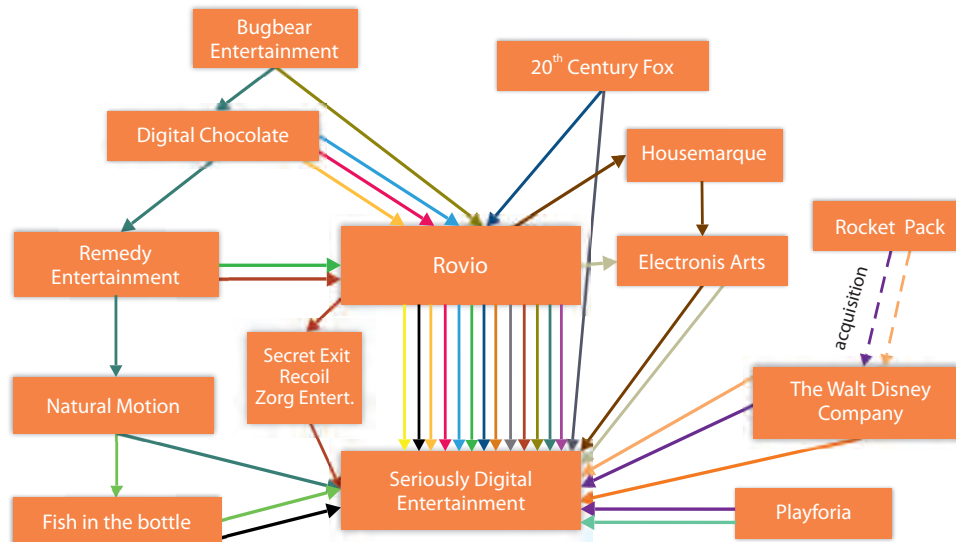 Bugbear
Entertainment
20th Century Fox
Digital Chocolate
Housemarque
Rocket Pack
Remedy
Entertainment
Rovio
Electronis Arts
acquisition
Secret Exit
Recoil
Zorg Entert.
Natural Motion
The Walt Disney
Company
Seriously Digital
Entertainment
Fish in the bottle
Playforia